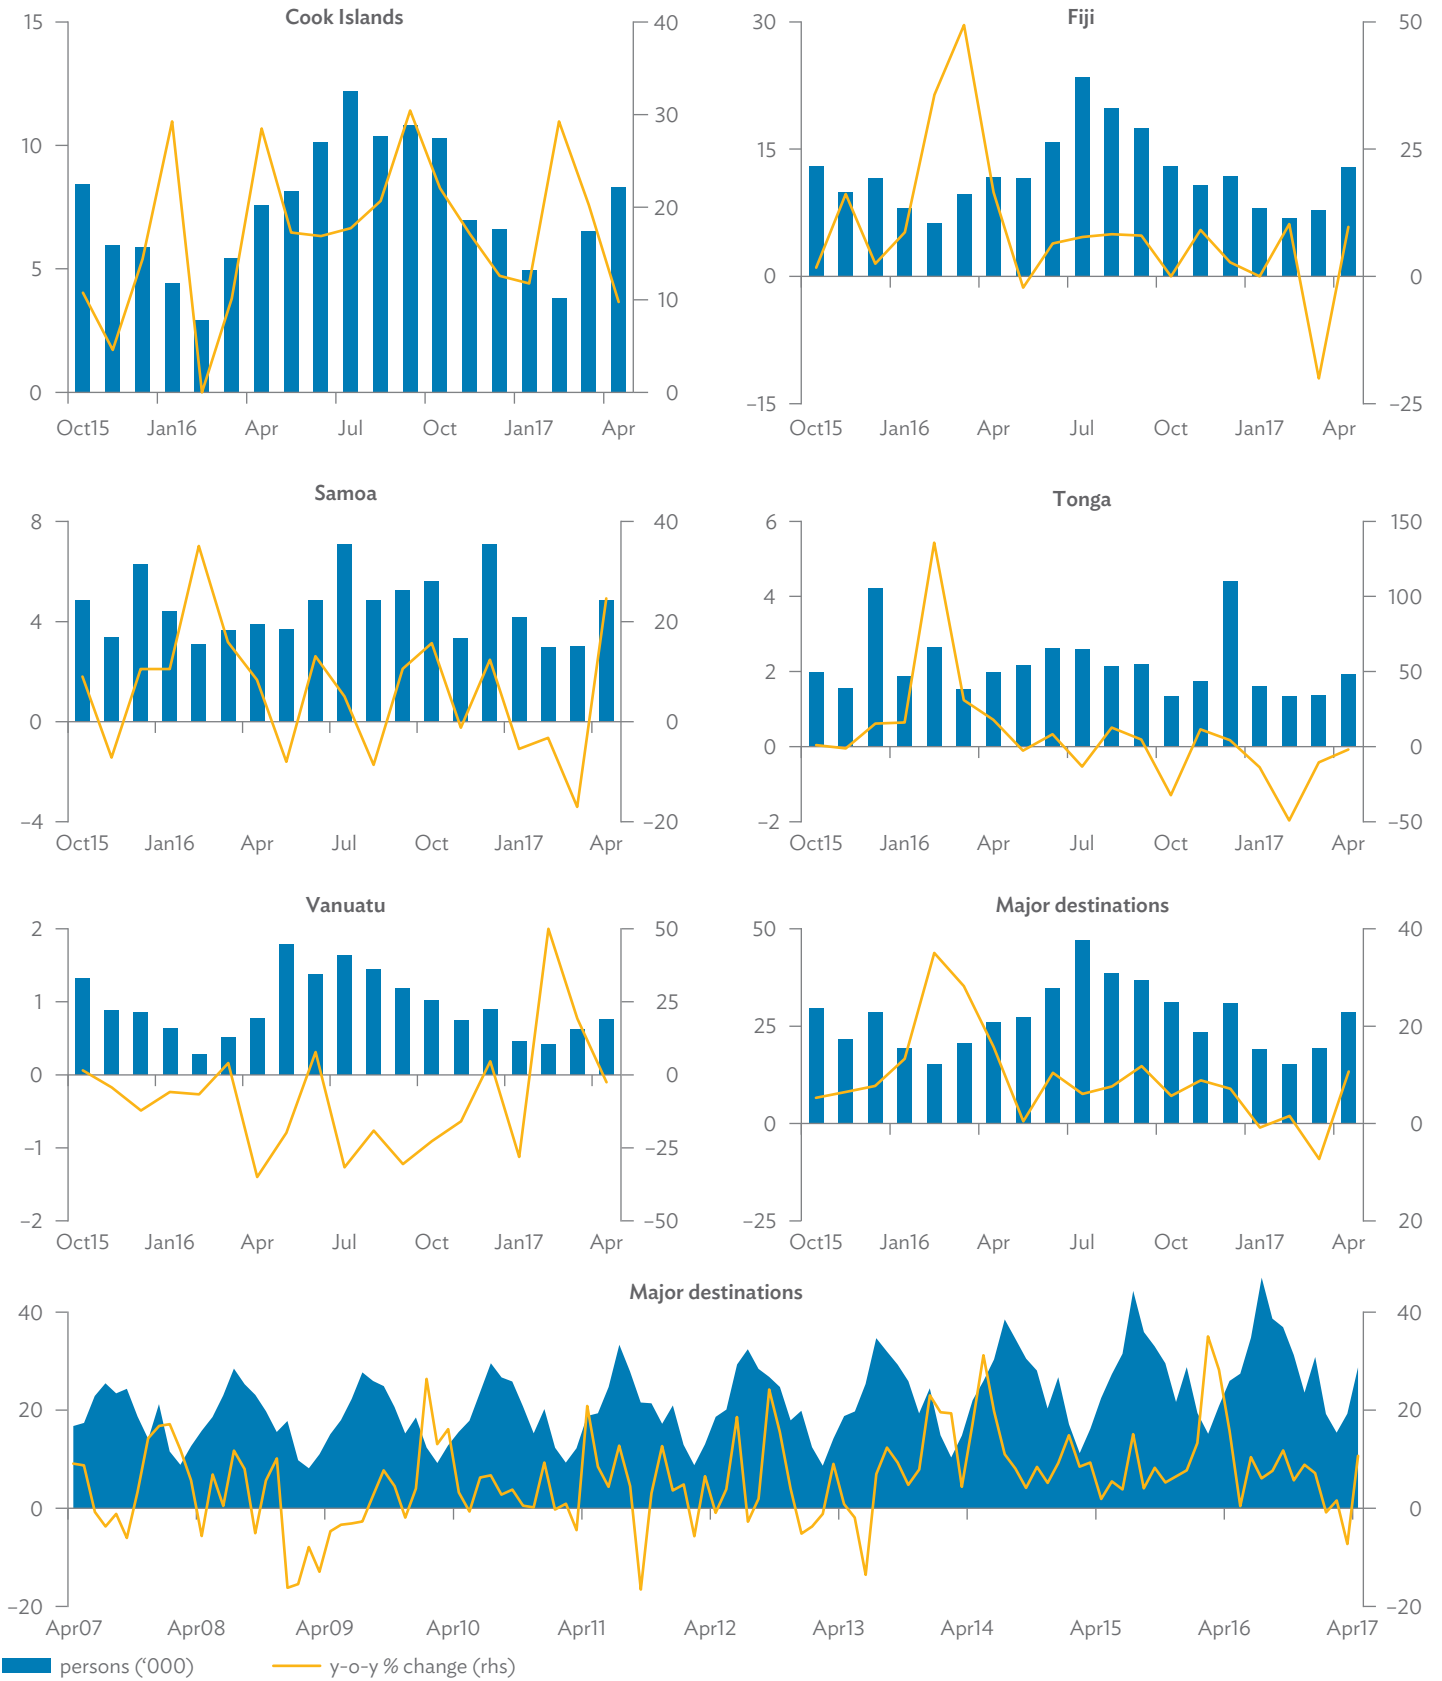 Cook Islands
15 40
10 30
5 20
0 10
0
Oct15 Jan16 Apr Jul Oct Jan17 Apr
Fiji
30 50
15 25
0 0
–15 –25
Oct15 Jan16 Apr Jul Oct Jan17 Apr
Samoa
8 40
4 20
0 0
–4 –20
Oct15 Jan16 Apr Jul Oct Jan17 Apr
Tonga
6 150
4 100
2 50
0 0
–2 –50
Oct15 Jan16 Apr Jul Oct Jan17 Apr
Vanuatu
2 50
1 25
0 0
–1 –25
–2 –50
Oct15 Jan16 Apr Jul Oct Jan17 Apr
Major destinations
50 40
25 20
0 0
–25 20
Oct15 Jan16 Apr Jul Oct Jan17 Apr
Major destinations
40 40
20 20
0 0
–20 –20
Apr07 Apr08 Apr09 Apr10 Apr11 Apr12 Apr13 Apr14 Apr15 Apr16 Apr17
persons (‘000) y-o-y % change (rhs)